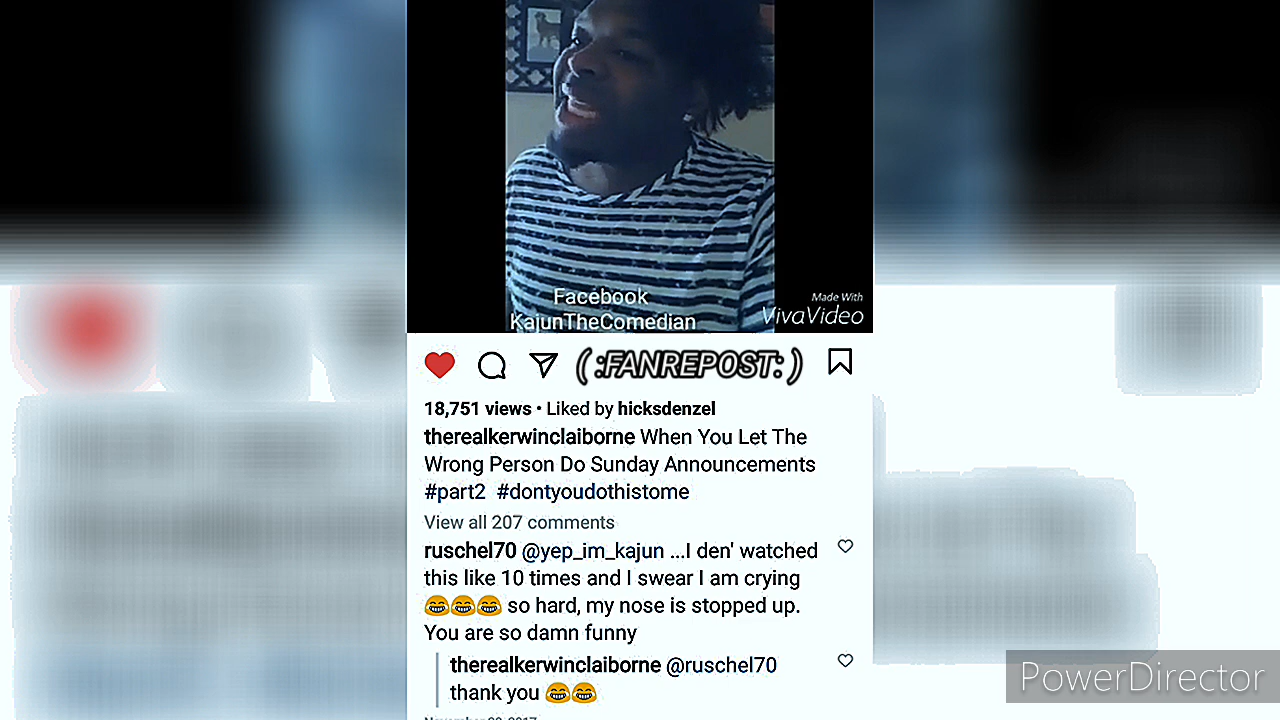 Facebook
KajunTheComedian
Made With
VivaVideo
( :FANREPOST: )
18,751 views • Liked by hicksdenzel
therealkerwinclaiborne When You Let The
Wrong Person Do Sunday Announcements
#part2 #dontyoudothistome
View all 207 comments
ruschel70 @yep_im_kajun ...I den' watched
this like 10 times and I swear I am crying
😂😂😂 so hard, my nose is stopped up.
You are so damn funny
therealkerwinclaiborne @ruschel70
thank you 😂😂
PowerDirector